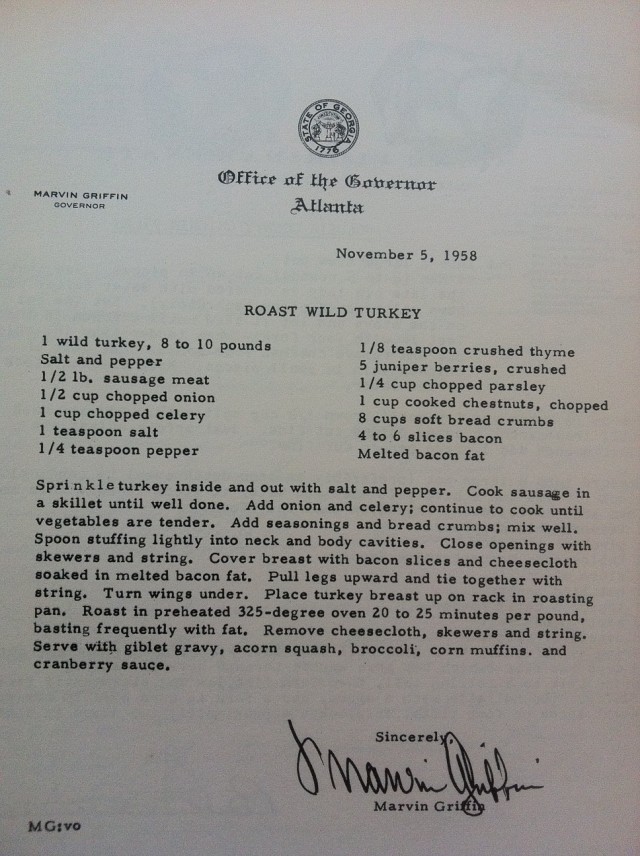 STATE OF GEORGIA
1776
Office of the Governor
Atlanta
MARVIN GRIFFIN
GOVERNOR
November 5, 1958
ROAST WILD TURKEY
1 wild turkey, 8 to 10 pounds
Salt and pepper
1/2 lb. sausage meat
1/2 cup chopped onion
1 cup chopped celery
1 teaspoon salt
1/4 teaspoon pepper
1/8 teaspoon crushed thyme
5 juniper berries, crushed
1/4 cup chopped parsley
1 cup cooked chestnuts, chopped
8 cups soft bread crumbs
4 to 6 slices bacon
Melted bacon fat
Sprinkle turkey inside and out with salt and pepper. Cook sausage in
a skillet until well done. Add onion and celery; continue to cook until
vegetables are tender. Add seasonings and bread crumbs; mix well.
Spoon stuffing lightly into neck and body cavities. Close openings with
skewers and string. Cover breast with bacon slices and cheesecloth
soaked in melted bacon fat. Pull legs upward and tie together with
string. Turn wings under. Place turkey breast up on rack in roasting
pan. Roast in preheated 325-degree oven 20 to 25 minutes per pound,
basting frequently with fat. Remove cheesecloth, skewers and string.
Serve with giblet gravy, acorn squash, broccoli, corn muffins. and
cranberry sauce.
Sincerely,
Marvin Griffin
Marvin Griffin
MG:vo